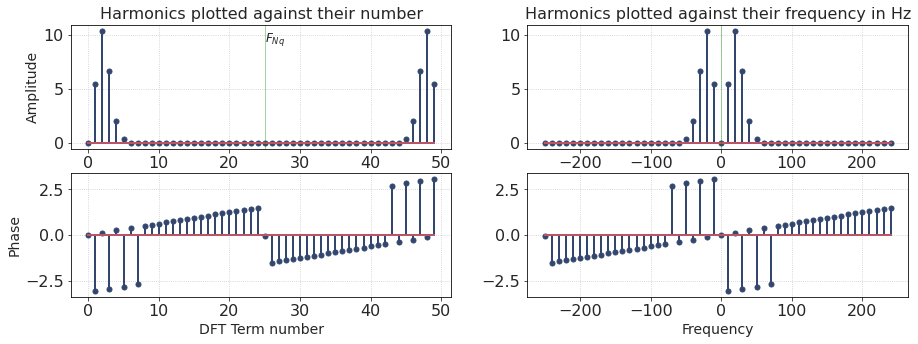 Harmonics plotted against their number
Harmonics plotted against their frequency in Hz
Amplitude
10
5
0
F_{Nq}
0 10 20 30 40 50
10
5
0
−200 −100 0 100 200
Phase
2.5
0.0
−2.5
0 10 20 30 40 50
DFT Term number
2.5
0.0
−2.5
−200 −100 0 100 200
Frequency